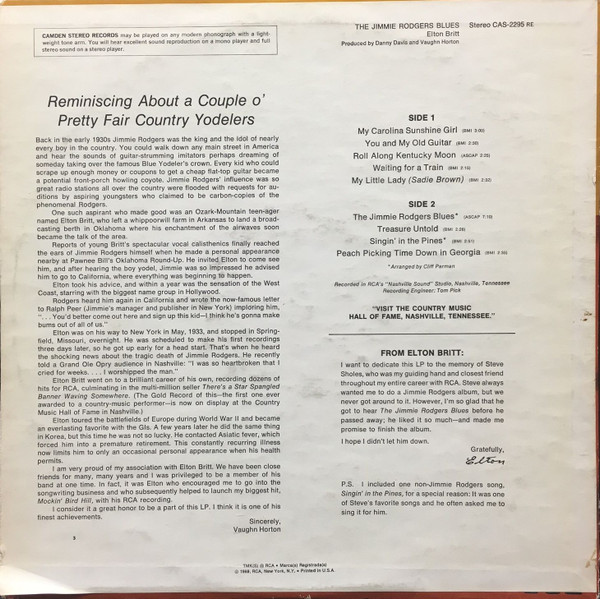 CAMDEN STEREO RECORDS may be played on any modern phonograph with a light-
weight tone arm. You will hear excellent sound reproduction on a mono player and full
stereo sound on a stereo player.
THE JIMMIE RODGERS BLUES Stereo CAS-2295 RE
Elton Britt
Produced by Danny Davis and Vaughn Horton
Reminiscing About a Couple o'
Pretty Fair Country Yodelers
Back in the early 1930s Jimmie Rodgers was the king and the idol of nearly
every boy in the country. You could walk down any main street in America
and hear the sounds of guitar-strumming imitators perhaps dreaming of
someday taking over the famous Blue Yodeler's crown. Every kid who could
scrape up enough money or coupons to get a cheap flat-top guitar became
a potential front-porch howling coyote. Jimmie Rodgers' influence was so
great radio stations all over the country were flooded with requests for au-
ditions by aspiring youngsters who claimed to be carbon-copies of the
phenomenal Rodgers.
One such aspirant who made good was an Ozark-Mountain teen-ager
named Elton Britt, who left a whippoorwill farm in Arkansas to land a broad-
casting berth in Oklahoma where his enchantment of the airwaves soon
became the talk of the area.
Reports of young Britt's spectacular vocal calisthenics finally reached
the ears of Jimmie Rodgers himself when he made a personal appearance
nearby at Pawnee Bill's Oklahoma Round-Up. He invited Elton to come see
him, and after hearing the boy yodel, Jimmie was so impressed he advised
him to go to California, where everything was beginning to happen.
Elton took his advice, and within a year was the sensation of the West
Coast, starring with the biggest name group in Hollywood.
Rodgers heard him again in California and wrote the now-famous letter
to Ralph Peer (Jimmie's manager and publisher in New York) imploring him,
". . . You'd better come out here and sign up this kid—I think he's gonna make
bums out of all of us."
Elton was on his way to New York in May, 1933, and stopped in Spring-
field, Missouri, overnight. He was scheduled to make his first recordings
three days later, so he got up early for a head start. That's when he heard
the shocking news about the tragic death of Jimmie Rodgers. He recently
told a Grand Ole Opry audience in Nashville: "I was so heartbroken that I
cried for weeks. . . . I worshipped the man."
Elton Britt went on to a brilliant career of his own, recording dozens of
hits for RCA, culminating in the multi-million seller There's a Star Spangled
Banner Waving Somewhere. (The Gold Record of this—the first one ever
awarded to a country-music performer—is now on display at the Country
Music Hall of Fame in Nashville.)
Elton toured the battlefields of Europe during World War II and became
an everlasting favorite with the GIs. A few years later he did the same thing
in Korea, but this time he was not so lucky. He contacted Asiatic fever, which
forced him into a premature retirement. This constantly recurring illness
now limits him to only an occasional personal appearance when his health
permits.
I am very proud of my association with Elton Britt. We have been close
friends for many, many years and I was privileged to be a member of his
band at one time. In fact, it was Elton who encouraged me to go into the
songwriting business and who subsequently helped to launch my biggest hit,
Mockin' Bird Hill, with his RCA recording.
I consider it a great honor to be a part of this LP. I think it is one of his
finest achievements.
Sincerely,
Vaughn Horton
SIDE 1
My Carolina Sunshine Girl (BMI 3:00)
You and My Old Guitar (BMI 2:35)
Roll Along Kentucky Moon (ASCAP 2:25)
Waiting for a Train (BMI 2:16)
My Little Lady (Sadie Brown) (BMI 2:32)
SIDE 2
The Jimmie Rodgers Blues* (ASCAP 7:18)
Treasure Untold (BMI 2:28)
Singin' in the Pines* (BMI 2:51)
Peach Picking Time Down in Georgia (BMI 2:50)
*Arranged by Cliff Parman
Recorded in RCA's "Nashville Sound" Studio, Nashville, Tennessee
Recording Engineer: Tom Pick
"VISIT THE COUNTRY MUSIC
HALL OF FAME, NASHVILLE, TENNESSEE."
FROM ELTON BRITT:
I want to dedicate this LP to the memory of Steve
Sholes, who was my guiding hand and closest friend
throughout my entire career with RCA. Steve always
wanted me to do a Jimmie Rodgers album, but we
never got around to it. However, I'm so glad that he
got to hear The Jimmie Rodgers Blues before he
passed away; he liked it so much—and made me
promise to finish the album.
I hope I didn't let him down.
Gratefully,
Elton
P.S. I included one non-Jimmie Rodgers song,
Singin' in the Pines, for a special reason: It was one
of Steve's favorite songs and he often asked me to
sing it for him.
3
TMK(S) ® RCA • Marca(s) Registrada(s)
© 1968, RCA, New York, N.Y. • Printed in U.S.A.